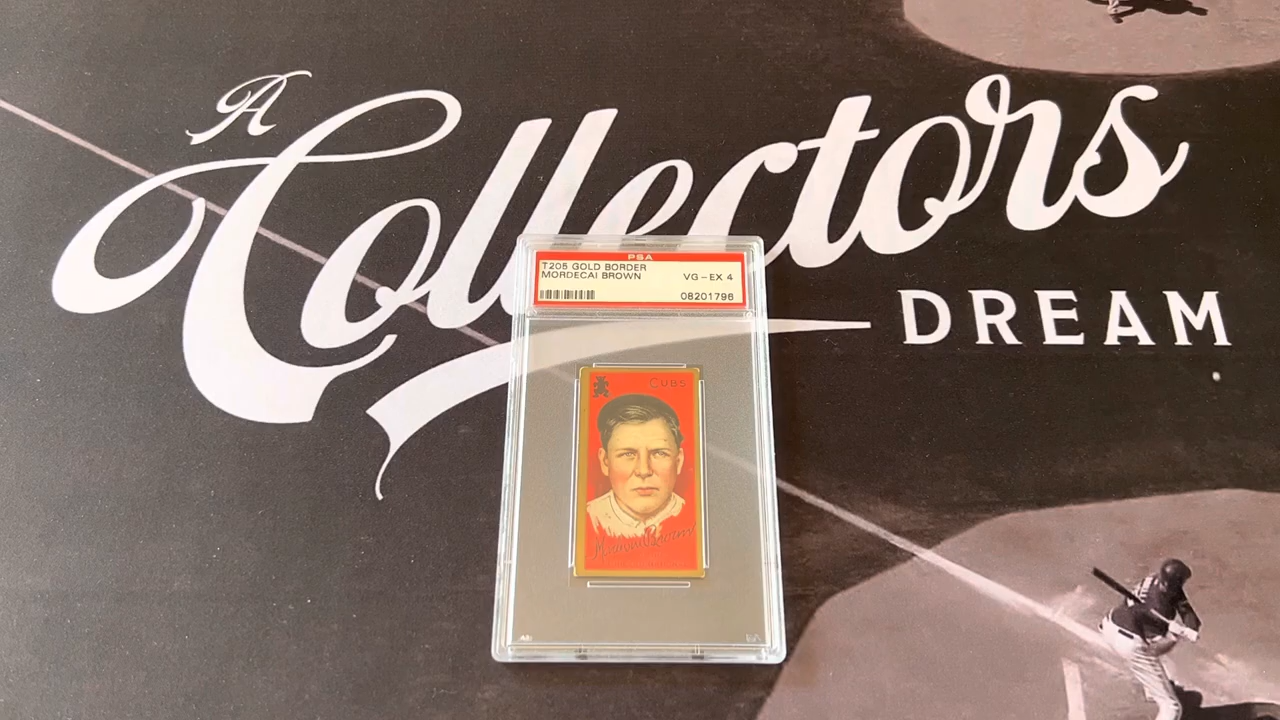 A
Collectors
DREAM
PSA
T205 GOLD BORDER
MORDECAI BROWN
VG-EX 4
08201796
CUBS